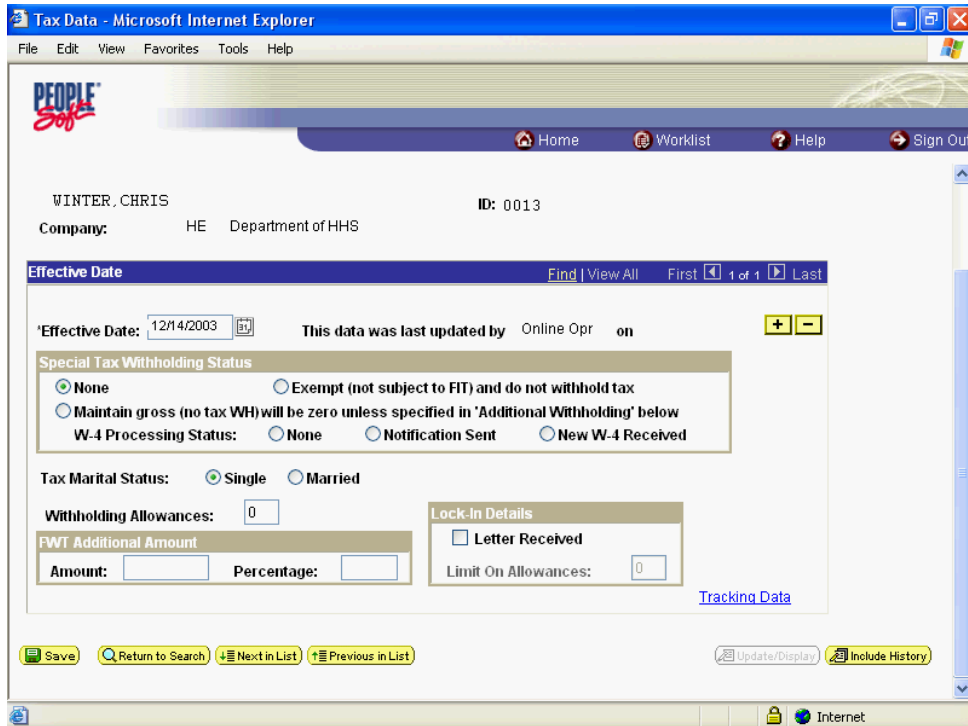 Tax Data - Microsoft Internet Explorer
File Edit View Favorites Tools Help
PEOPLE Soft
Home Worklist Help Sign Out
WINTER,CHRIS ID: 0013
Company: HE Department of HHS
Effective Date Find | View All First 1 of 1 Last
*Effective Date: 12/14/2003 31 This data was last updated by Online Opr on + −
Special Tax Withholding Status
None Exempt (not subject to FIT) and do not withhold tax
Maintain gross (no tax WH) will be zero unless specified in 'Additional Withholding' below
W-4 Processing Status: None Notification Sent New W-4 Received
Tax Marital Status: Single Married
Withholding Allowances: 0
Lock-In Details
Letter Received
Limit On Allowances: 0
FWT Additional Amount
Amount: Percentage:
Tracking Data
Save Return to Search Next in List Previous in List Update/Display Include History
Internet